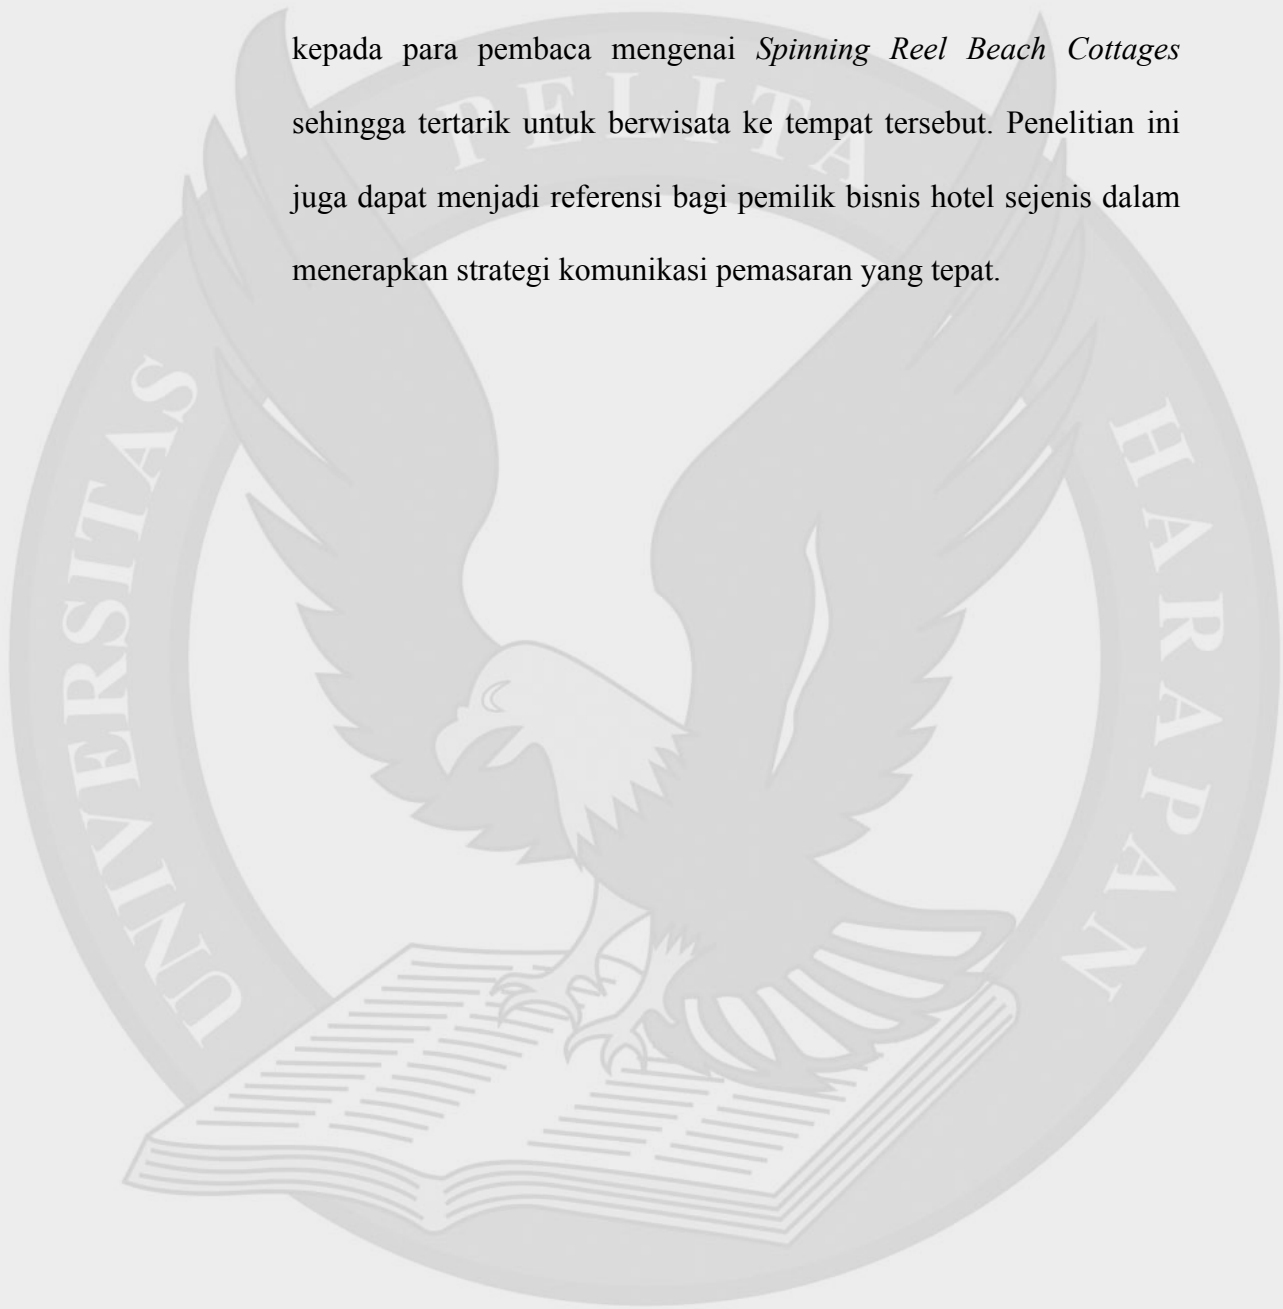 kepada para pembaca mengenai Spinning Reel Beach Cottages
sehingga tertarik untuk berwisata ke tempat tersebut. Penelitian ini
juga dapat menjadi referensi bagi pemilik bisnis hotel sejenis dalam
menerapkan strategi komunikasi pemasaran yang tepat.
UNIVERSITAS PELITA HARAPAN